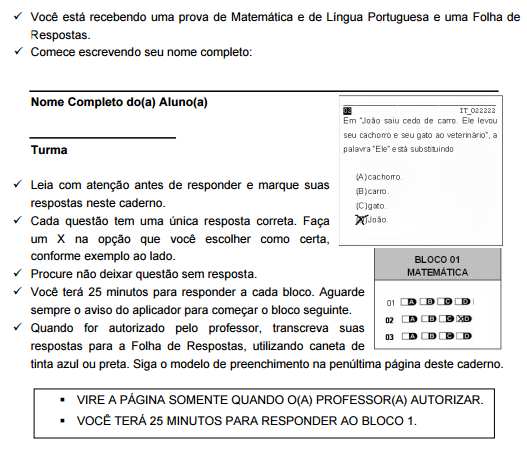 ✓ Você está recebendo uma prova de Matemática e de Língua Portuguesa e uma Folha de
Respostas.
✓ Comece escrevendo seu nome completo:
Nome Completo do(a) Aluno(a)
Turma
02 IT_022222
Em "João saiu cedo de carro. Ele levou
seu cachorro e seu gato ao veterinário", a
palavra "Ele" está substituindo
(A)cachorro.
(B)carro.
(C)gato.
(D)João.
✓ Leia com atenção antes de responder e marque suas
respostas neste caderno.
✓ Cada questão tem uma única resposta correta. Faça
um X na opção que você escolher como certa,
conforme exemplo ao lado.
✓ Procure não deixar questão sem resposta.
✓ Você terá 25 minutos para responder a cada bloco. Aguarde
sempre o aviso do aplicador para começar o bloco seguinte.
✓ Quando for autorizado pelo professor, transcreva suas
respostas para a Folha de Respostas, utilizando caneta de
tinta azul ou preta. Siga o modelo de preenchimento na penúltima página deste caderno.
BLOCO 01
MATEMÁTICA
01 A B C D
02 A B C X D
03 A B C D
▪ VIRE A PÁGINA SOMENTE QUANDO O(A) PROFESSOR(A) AUTORIZAR.
▪ VOCÊ TERÁ 25 MINUTOS PARA RESPONDER AO BLOCO 1.